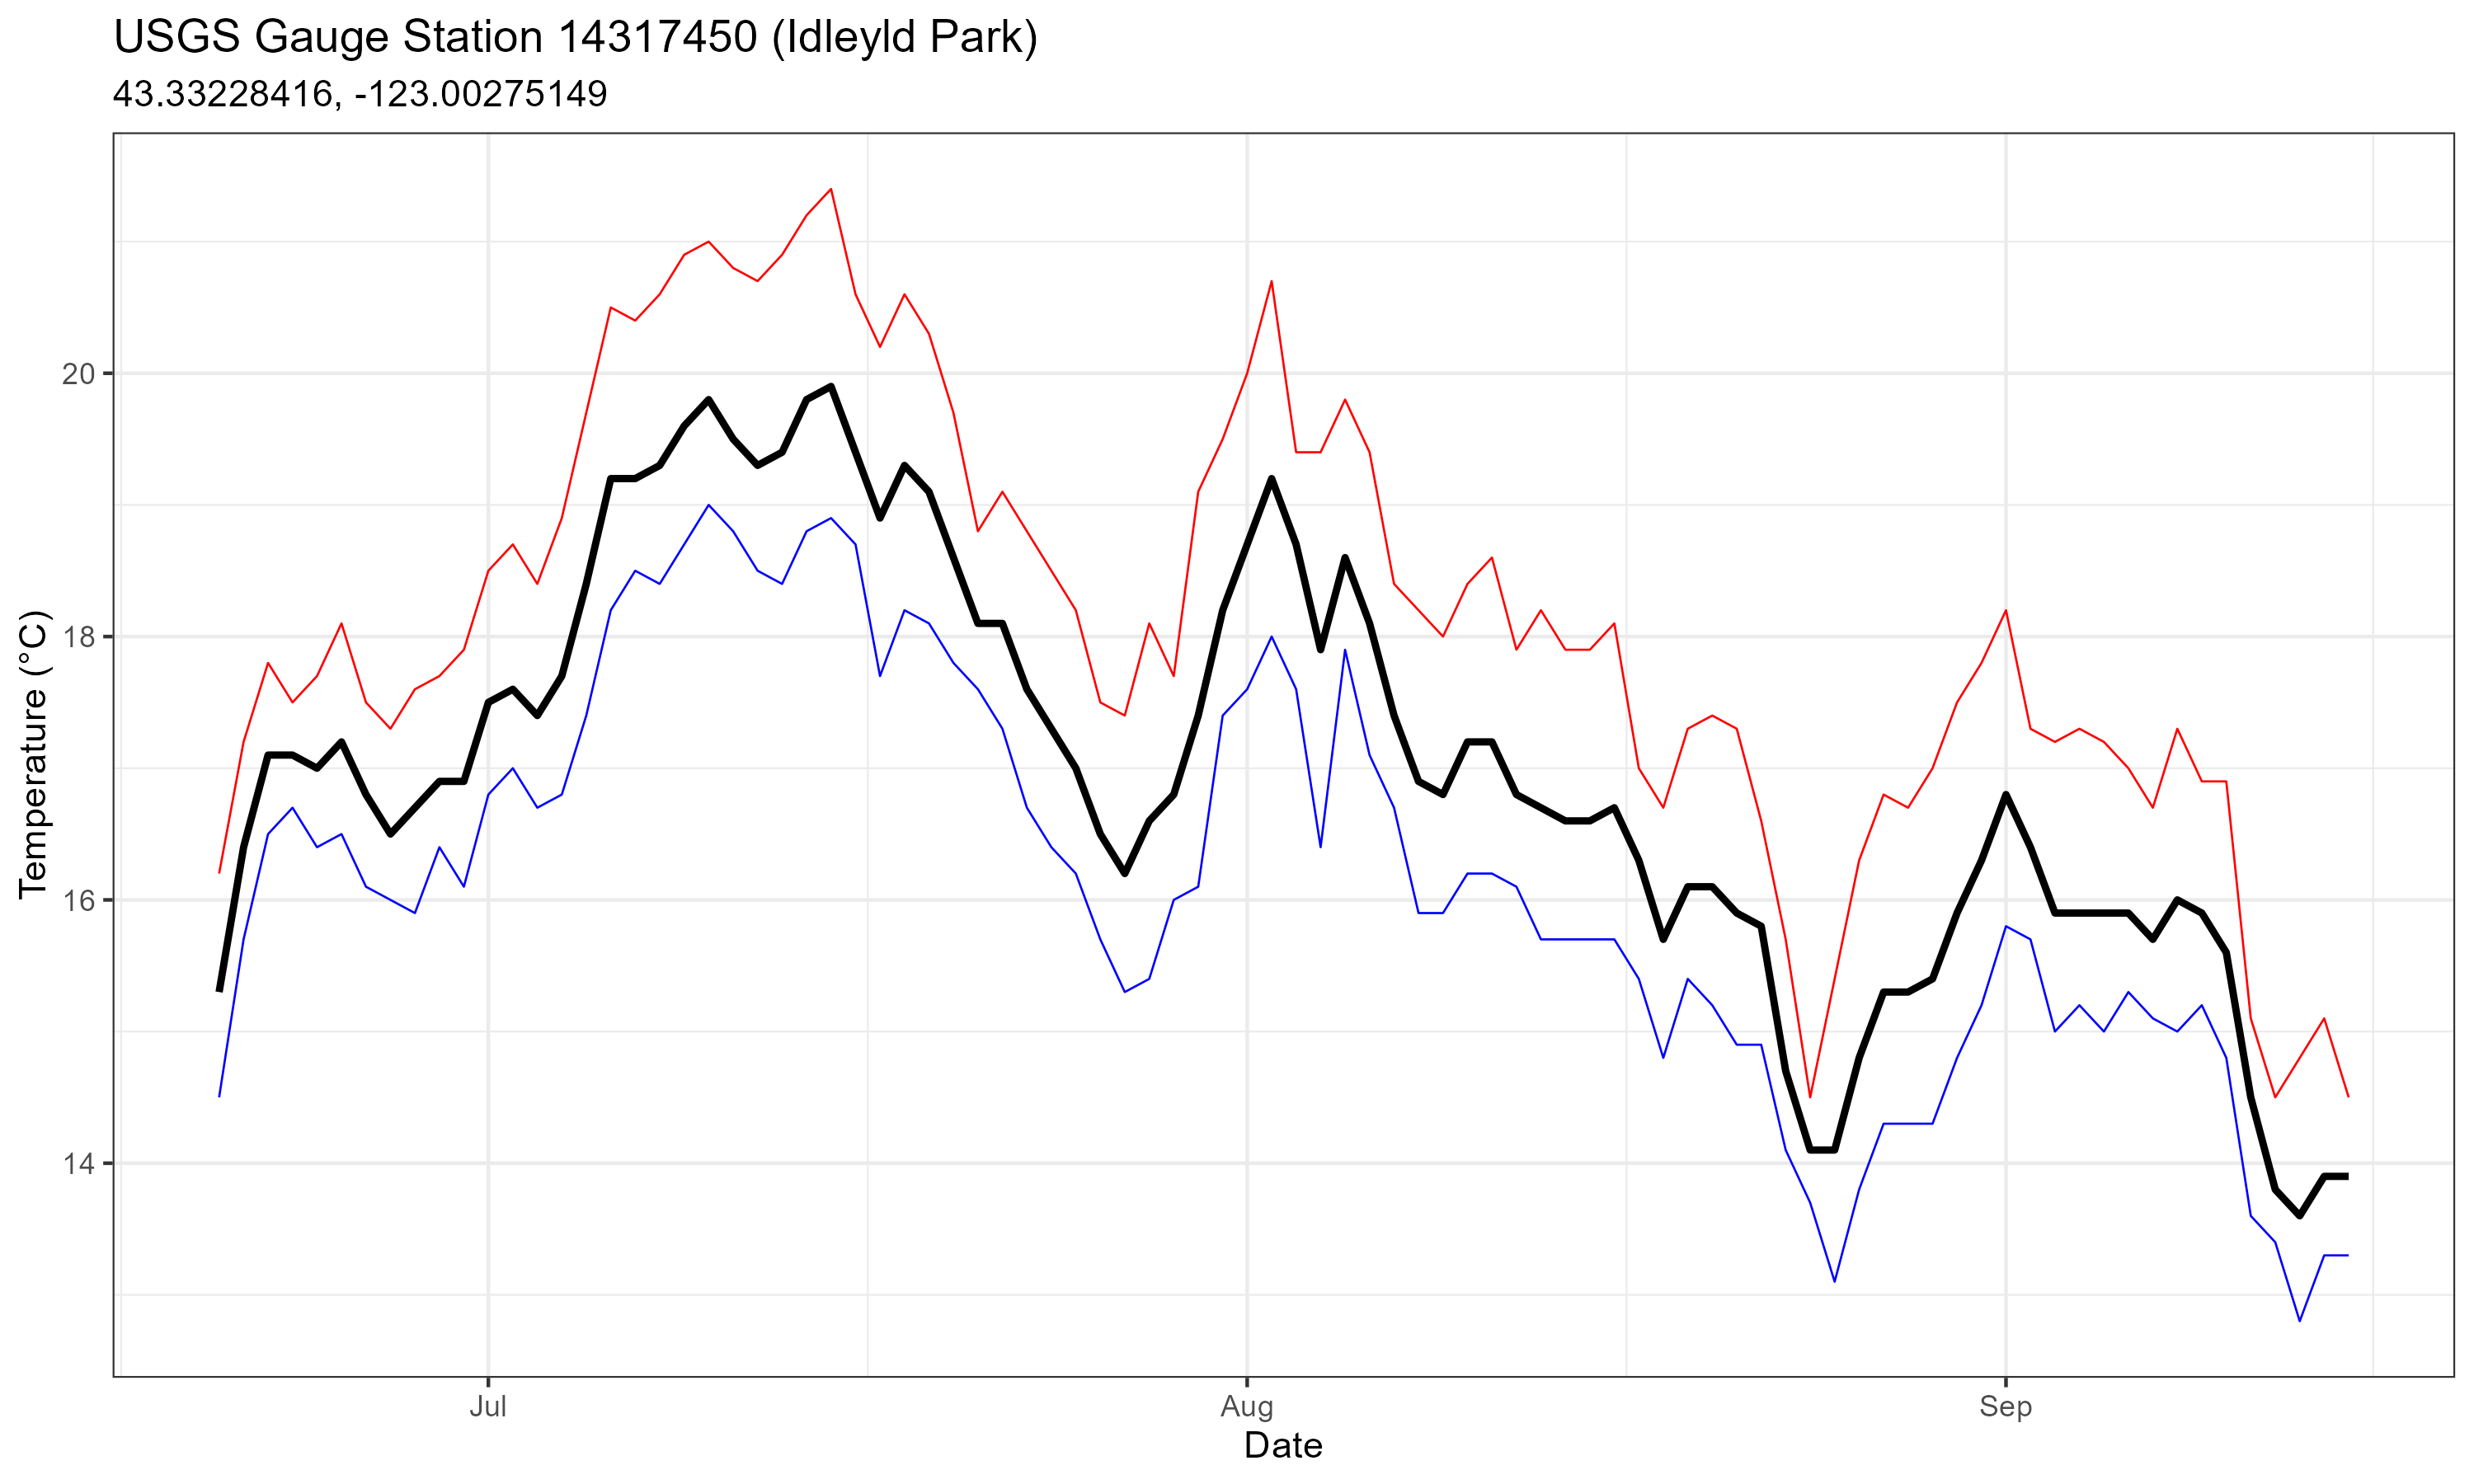 USGS Gauge Station 14317450 (Idleyld Park)
43.33228416, -123.00275149
Temperature (°C)
20
18
16
14
Jul
Aug
Sep
Date